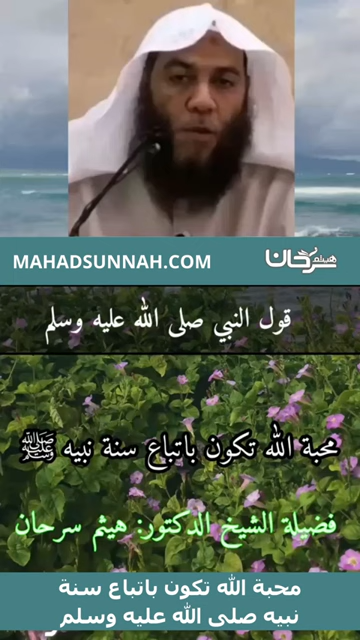 MAHADSUNNAH.COM
هيثم سرحان
قول النبي صلى الله عليه وسلم
محبة الله تكون باتباع سنة نبيه ﷺ
فضيلة الشيخ الدكتور: هيثم سرحان
محبة الله تكون باتباع سنة
نبيه صلى الله عليه وسلم